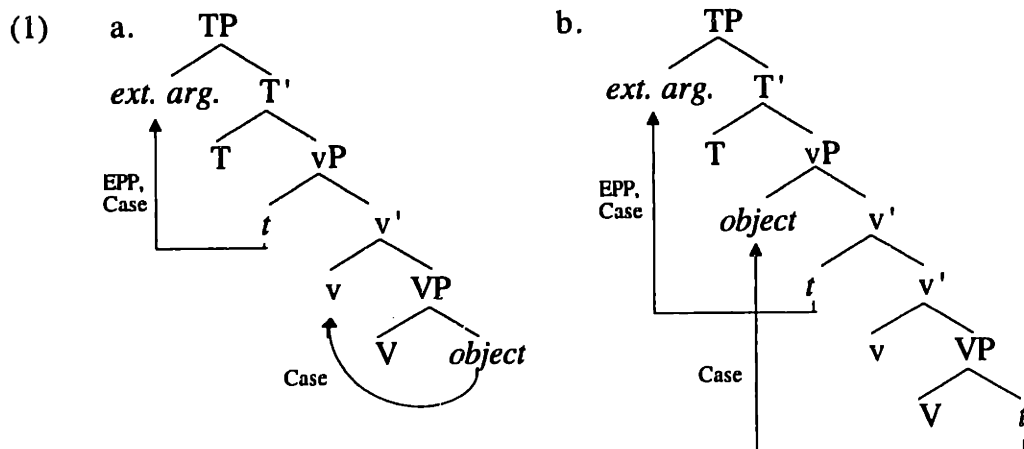 (1) a. TP b. TP
ext. arg. T' ext. arg. T'
T vP T vP
EPP, Case t v' EPP, Case object v'
v VP t v'
Case V object Case v VP
V t